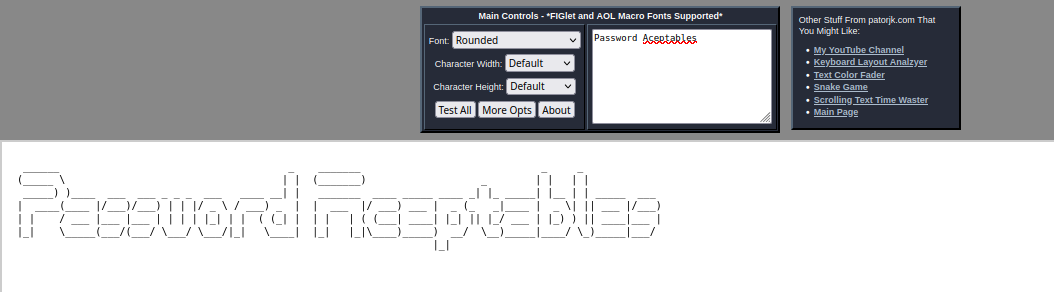 Main Controls - *FIGlet and AOL Macro Fonts Supported*
Font: Rounded
Character Width: Default
Character Height: Default
Test All More Opts About
Password Aceptables
Other Stuff From patorjk.com That
You Might Like:
My YouTube Channel
Keyboard Layout Analzyer
Text Color Fader
Snake Game
Scrolling Text Time Waster
Main Page
Password Aceptables